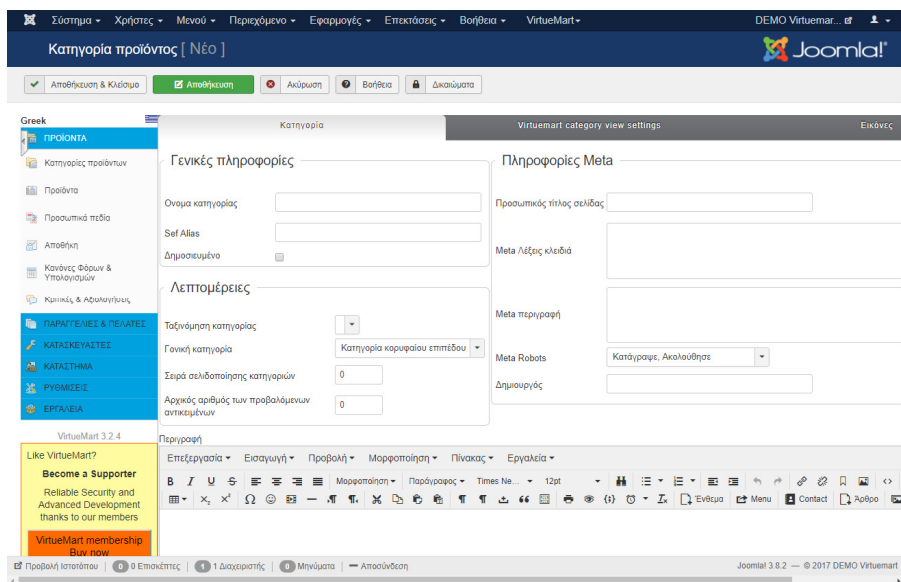 Σύστημα Χρήστες Μενού Περιεχόμενο Εφαρμογές Επεκτάσεις Βοήθεια VirtueMart DEMO Virtuemar...
Κατηγορία προϊόντος [ Νέο ] Joomla!
Αποθήκευση & Κλείσιμο Αποθήκευση Ακύρωση Βοήθεια Δικαιώματα
Greek
ΠΡΟΪΟΝΤΑ
Κατηγορίες προϊόντων
Προϊόντα
Προσωπικά πεδία
Αποθήκη
Κανόνες Φόρων &
Υπολογισμών
Κριτικές & Αξιολογήσεις
ΠΑΡΑΓΓΕΛΙΕΣ & ΠΕΛΑΤΕΣ
ΚΑΤΑΣΚΕΥΑΣΤΕΣ
ΚΑΤΑΣΤΗΜΑ
ΡΥΘΜΙΣΕΙΣ
ΕΡΓΑΛΕΙΑ
VirtueMart 3.2.4
Like VirtueMart?
Become a Supporter
Reliable Security and
Advanced Development
thanks to our members
VirtueMart membership
Buy now
Κατηγορία Virtuemart category view settings Εικόνες
Γενικές πληροφορίες
Ονομα κατηγορίας
Sef Alias
Δημοσιευμένο
Λεπτομέρειες
Ταξινόμηση κατηγορίας
Γονική κατηγορία Κατηγορία κορυφαίου επιπέδου
Σειρά σελιδοποίησης κατηγοριών 0
Αρχικός αριθμός των προβαλόμενων
αντικειμένων 0
Πληροφορίες Meta
Προσωπικός τίτλος σελίδας
Meta Λέξεις κλειδιά
Meta περιγραφή
Meta Robots Κατάγραψε, Ακολούθησε
Δημιουργός
Περιγραφή
Επεξεργασία Εισαγωγή Προβολή Μορφοποίηση Πίνακας Εργαλεία
B I U S Μορφοποίηση Παράγραφος Times Ne... 12pt
Ένθεμα Menu Contact Άρθρο
Προβολή Ιστοτόπου 0 0 Επισκέπτες 1 1 Διαχειριστής 0 Μηνύματα Αποσύνδεση Joomla! 3.8.2 — © 2017 DEMO Virtuemart